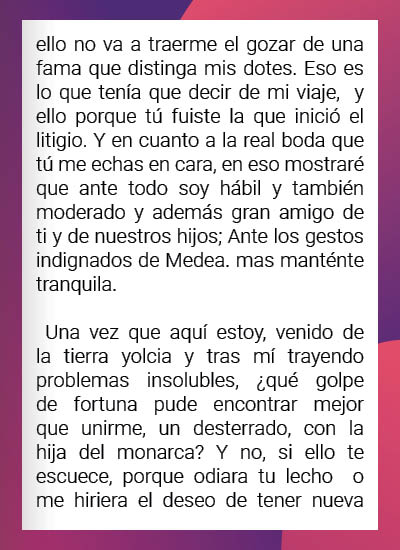 ello no va a traerme el gozar de una
fama que distinga mis dotes. Eso es
lo que tenía que decir de mi viaje, y
ello porque tú fuiste la que inició el
litigio. Y en cuanto a la real boda que
tú me echas en cara, en eso mostraré
que ante todo soy hábil y también
moderado y además gran amigo de
ti y de nuestros hijos; Ante los gestos
indignados de Medea. mas manténte
tranquila.
Una vez que aquí estoy, venido de
la tierra yolcia y tras mí trayendo
problemas insolubles, ¿qué golpe
de fortuna pude encontrar mejor
que unirme, un desterrado, con la
hija del monarca? Y no, si ello te
escuece, porque odiara tu lecho o
me hiriera el deseo de tener nueva